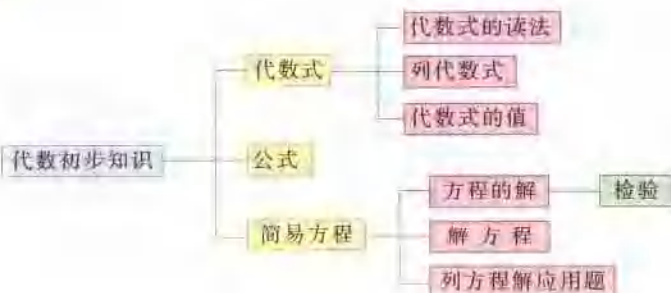 代数式的读法
代数式
列代数式
代数式的值
代数初步知识
公式
方程的解
检验
简易方程
解方程
列方程解应用题